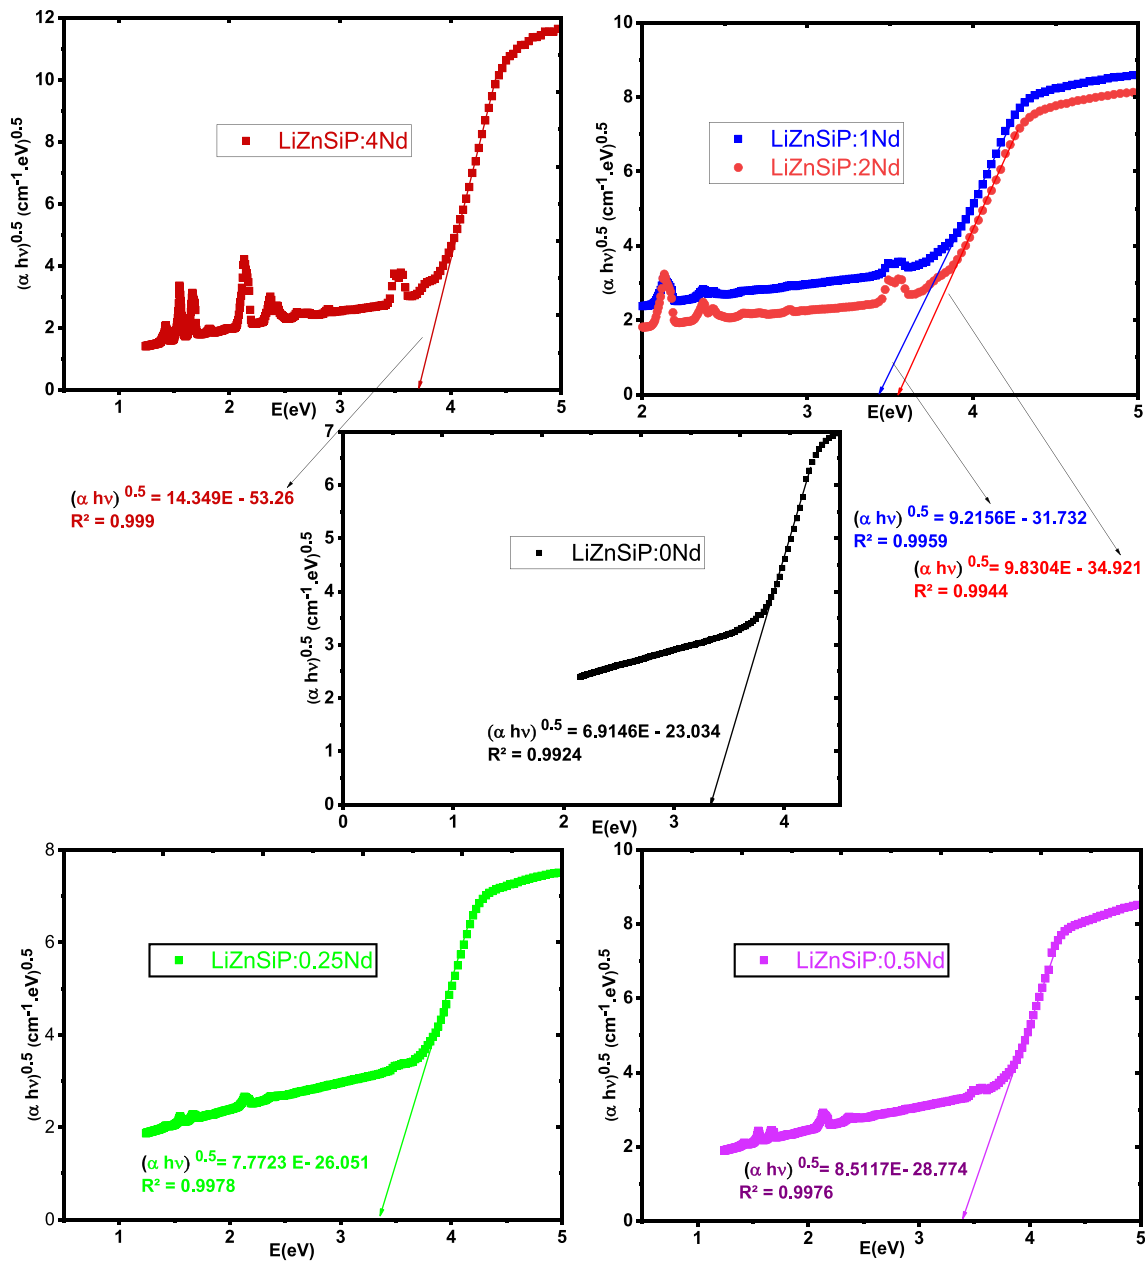 12
10
8
6
4
2
0
(α hν)^0.5 (cm^-1.eV)^0.5
LiZnSiP:4Nd
1 2 3 4 5
E(eV)
10
8
6
4
2
0
(α hν)^0.5 (cm^-1.eV)^0.5
LiZnSiP:1Nd
LiZnSiP:2Nd
2 3 4 5
E(eV)
(α hν) ^0.5 = 14.349E - 53.26
R² = 0.999
(α hν) ^0.5 = 9.2156E - 31.732
R² = 0.9959
(α hν) ^0.5= 9.8304E - 34.921
R² = 0.9944
7
6
5
4
3
2
1
0
(α hν)^0.5 (cm^-1.eV)^0.5
LiZnSiP:0Nd
(α hν) ^0.5 = 6.9146E - 23.034
R² = 0.9924
0 1 2 3 4
E(eV)
8
6
4
2
0
(α hν)^0.5 (cm^-1.eV)^0.5
LiZnSiP:0.25Nd
(α hν) ^0.5= 7.7723 E - 26.051
R² = 0.9978
1 2 3 4 5
E(eV)
10
8
6
4
2
0
(α hν)^0.5 (cm^-1.eV)^0.5
LiZnSiP:0.5Nd
(α hν) ^0.5= 8.5117E- 28.774
R² = 0.9976
1 2 3 4 5
E(eV)